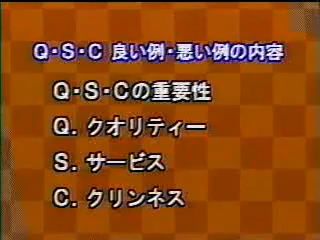 Q・S・C 良い例・悪い例の内容
Q・S・Cの重要性
Q. クオリティー
S. サービス
C. クリンネス